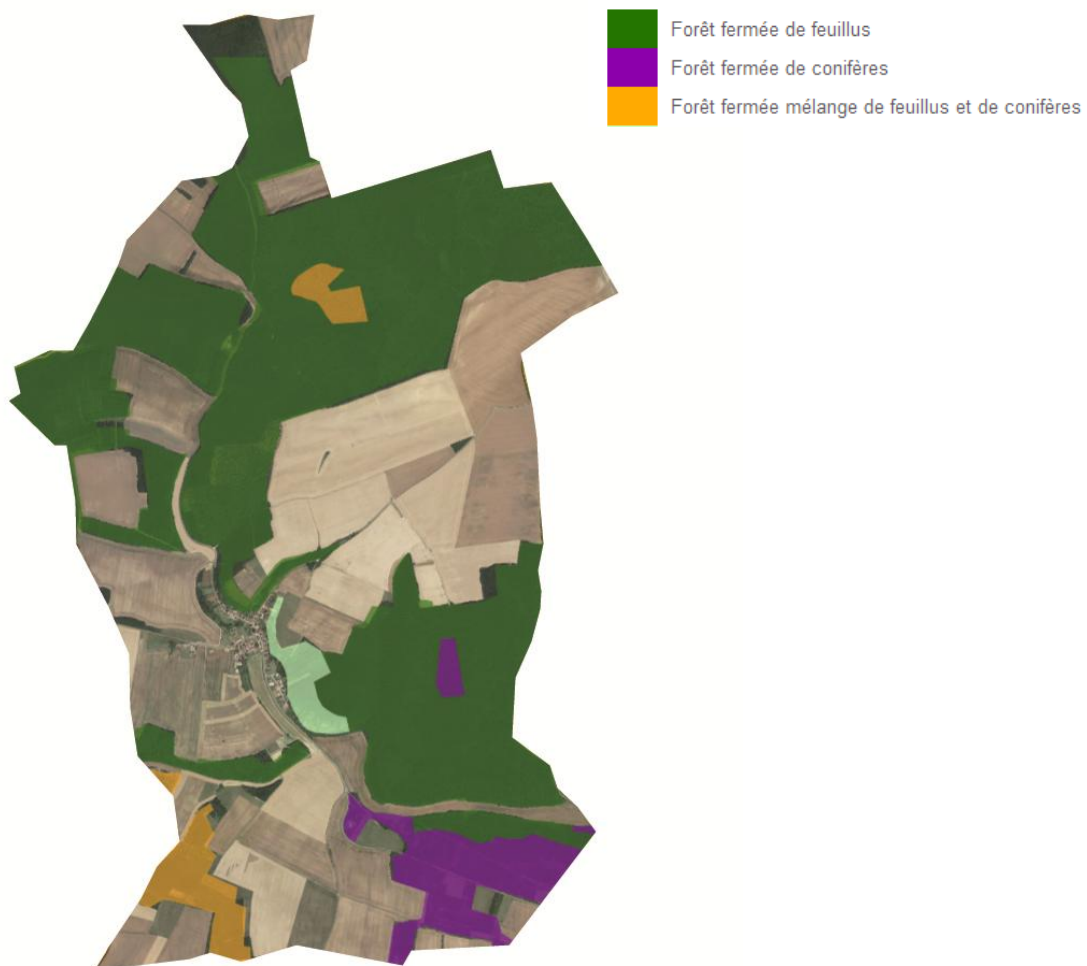 Forêt fermée de feuillus
Forêt fermée de conifères
Forêt fermée mélange de feuillus et de conifères